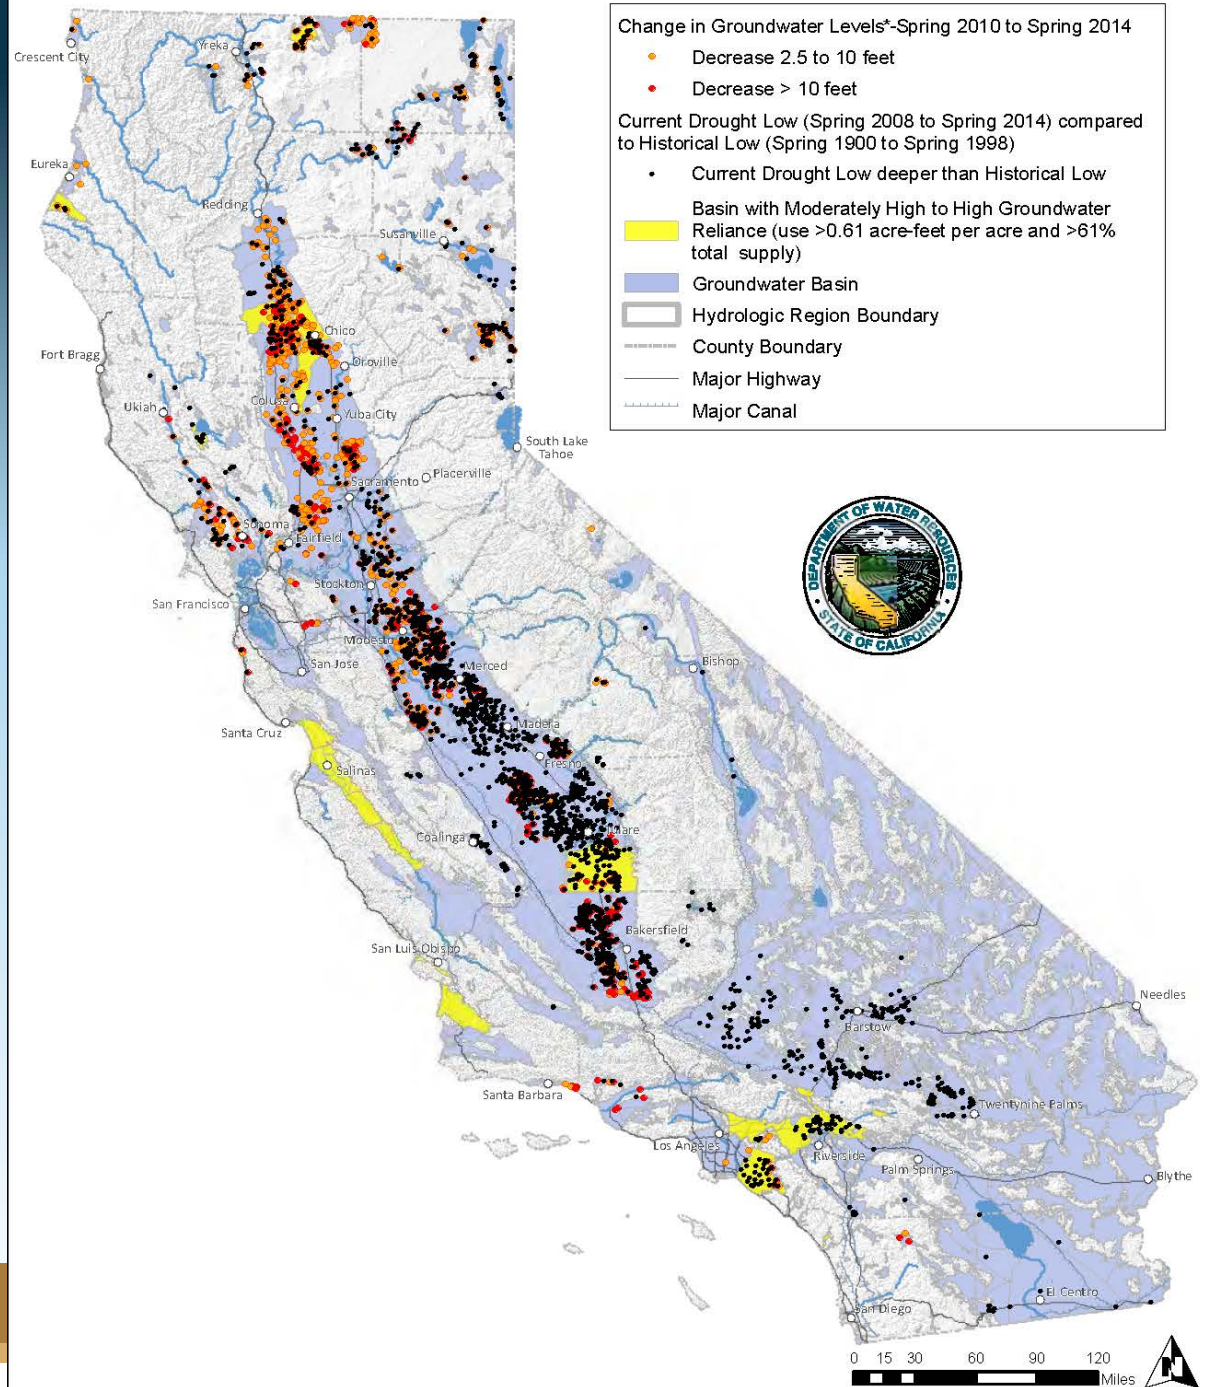 Change in Groundwater Levels*-Spring 2010 to Spring 2014
Decrease 2.5 to 10 feet
Decrease > 10 feet
Current Drought Low (Spring 2008 to Spring 2014) compared
to Historical Low (Spring 1900 to Spring 1998)
Current Drought Low deeper than Historical Low
Basin with Moderately High to High Groundwater
Reliance (use >0.61 acre-feet per acre and >61%
total supply)
Groundwater Basin
Hydrologic Region Boundary
County Boundary
Major Highway
Major Canal
Crescent City
Yreka
Eureka
Redding
Susanville
Chico
Fort Bragg
Oroville
Colusa
Ukiah
Yuba City
South Lake
Tahoe
Placerville
Sacramento
Sonoma
Fairfield
DEPARTMENT OF WATER RESOURCES
STATE OF CALIFORNIA
Stockton
San Francisco
Modesto
San Jose
Merced
Bishop
Santa Cruz
Madera
Salinas
Fresno
Coalinga
Tulare
Bakersfield
San Luis Obispo
Needles
Barstow
Santa Barbara
Twentynine Palms
Los Angeles
Riverside
Palm Springs
Blythe
El Centro
San Diego
0 15 30 60 90 120
Miles
N